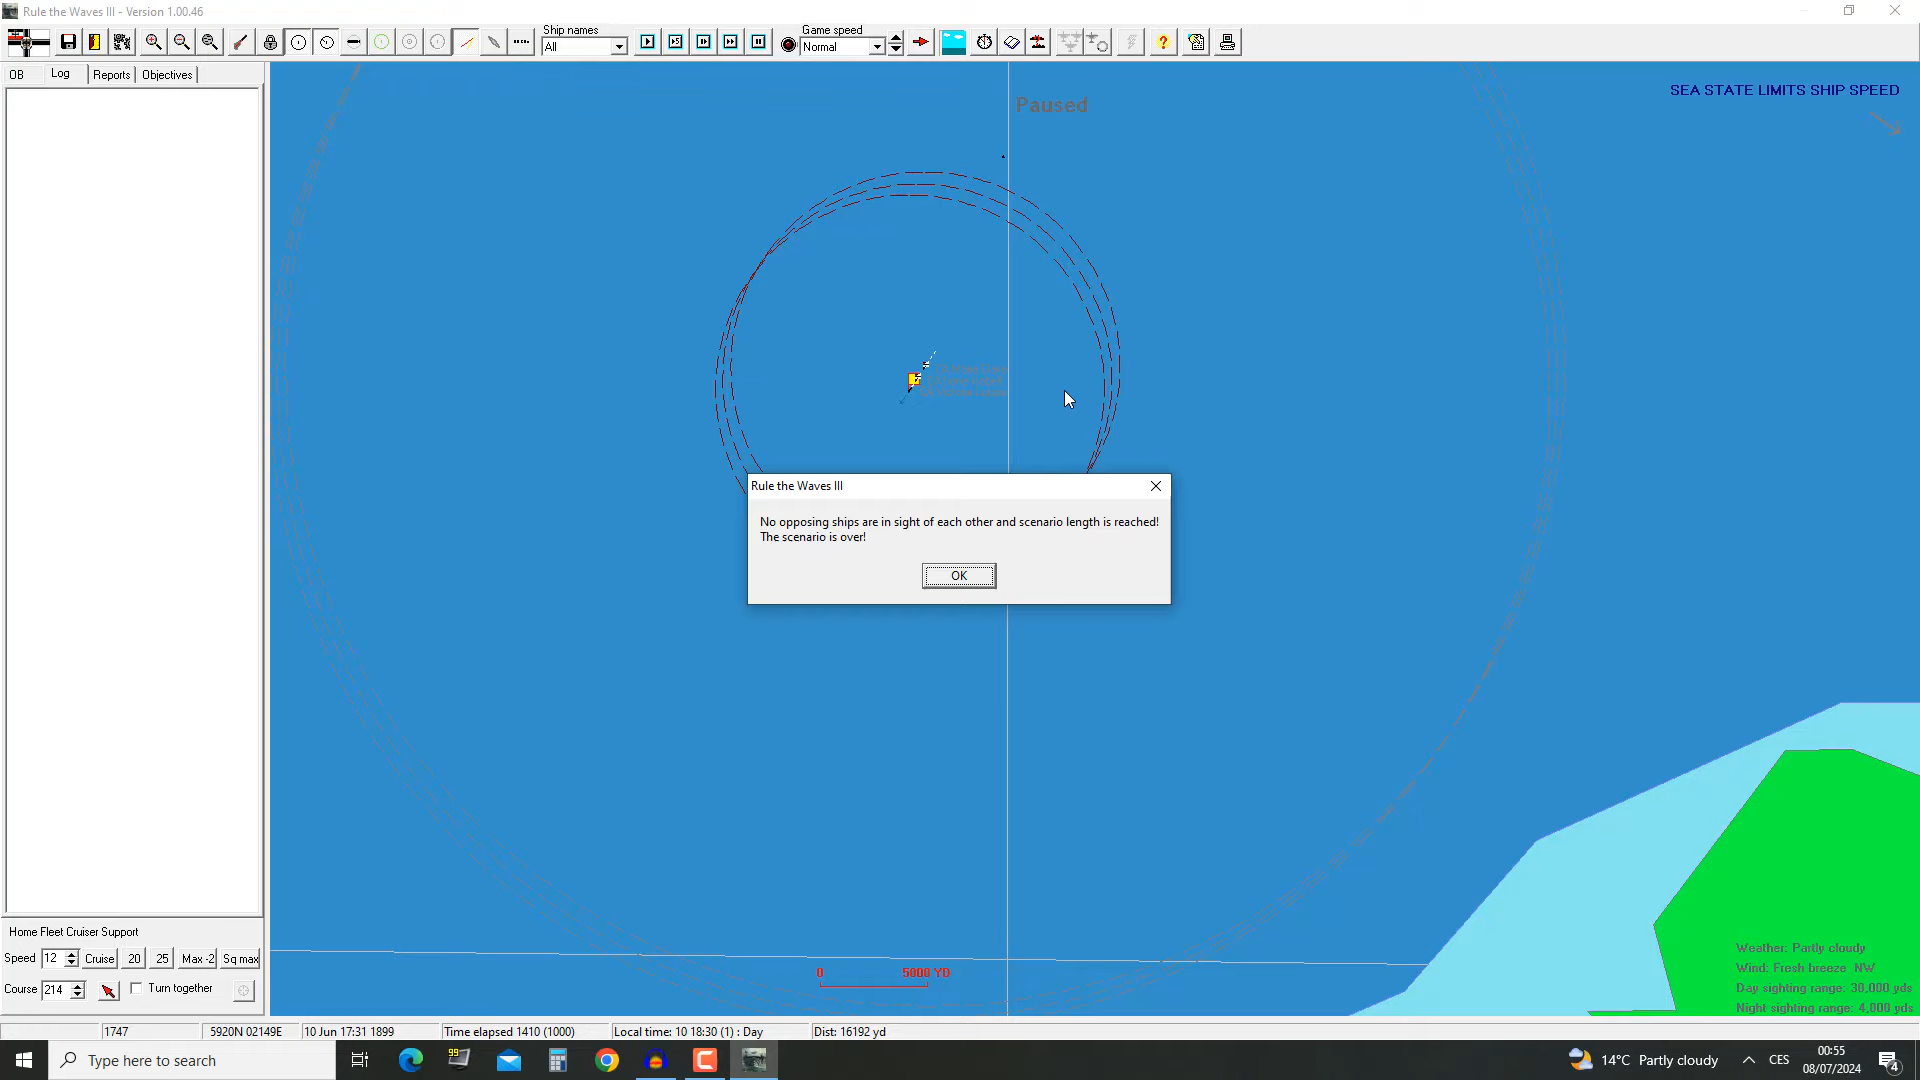 Rule the Waves III - Version 1.00.46
Ship names
All
Game speed
Normal
OB
Log
Reports
Objectives
Paused
SEA STATE LIMITS SHIP SPEED
Rule the Waves III
No opposing ships are in sight of each other and scenario length is reached!
The scenario is over!
OK
Home Fleet Cruiser Support
Speed 12 Cruise 20 25 Max -2 Sq max
Course 214 Turn together
0 5000 YD
Weather: Partly cloudy
Wind: Fresh breeze NW
Day sighting range: 30,000 yds
Night sighting range: 4,000 yds
1747 5920N 02149E 10 Jun 17:31 1899 Time elapsed 1410 (1000) Local time: 10 18:30 (1) : Day Dist: 16192 yd
Type here to search
99
14°C Partly cloudy
CES
00:55
08/07/2024
4